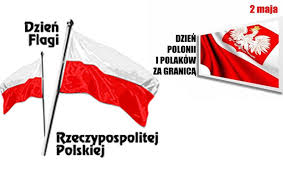 Dzień
Flagi
Rzeczypospolitej
Polskiej
2 maja
DZIEŃ
POLONII
I POLAKÓW
ZA GRANICĄ